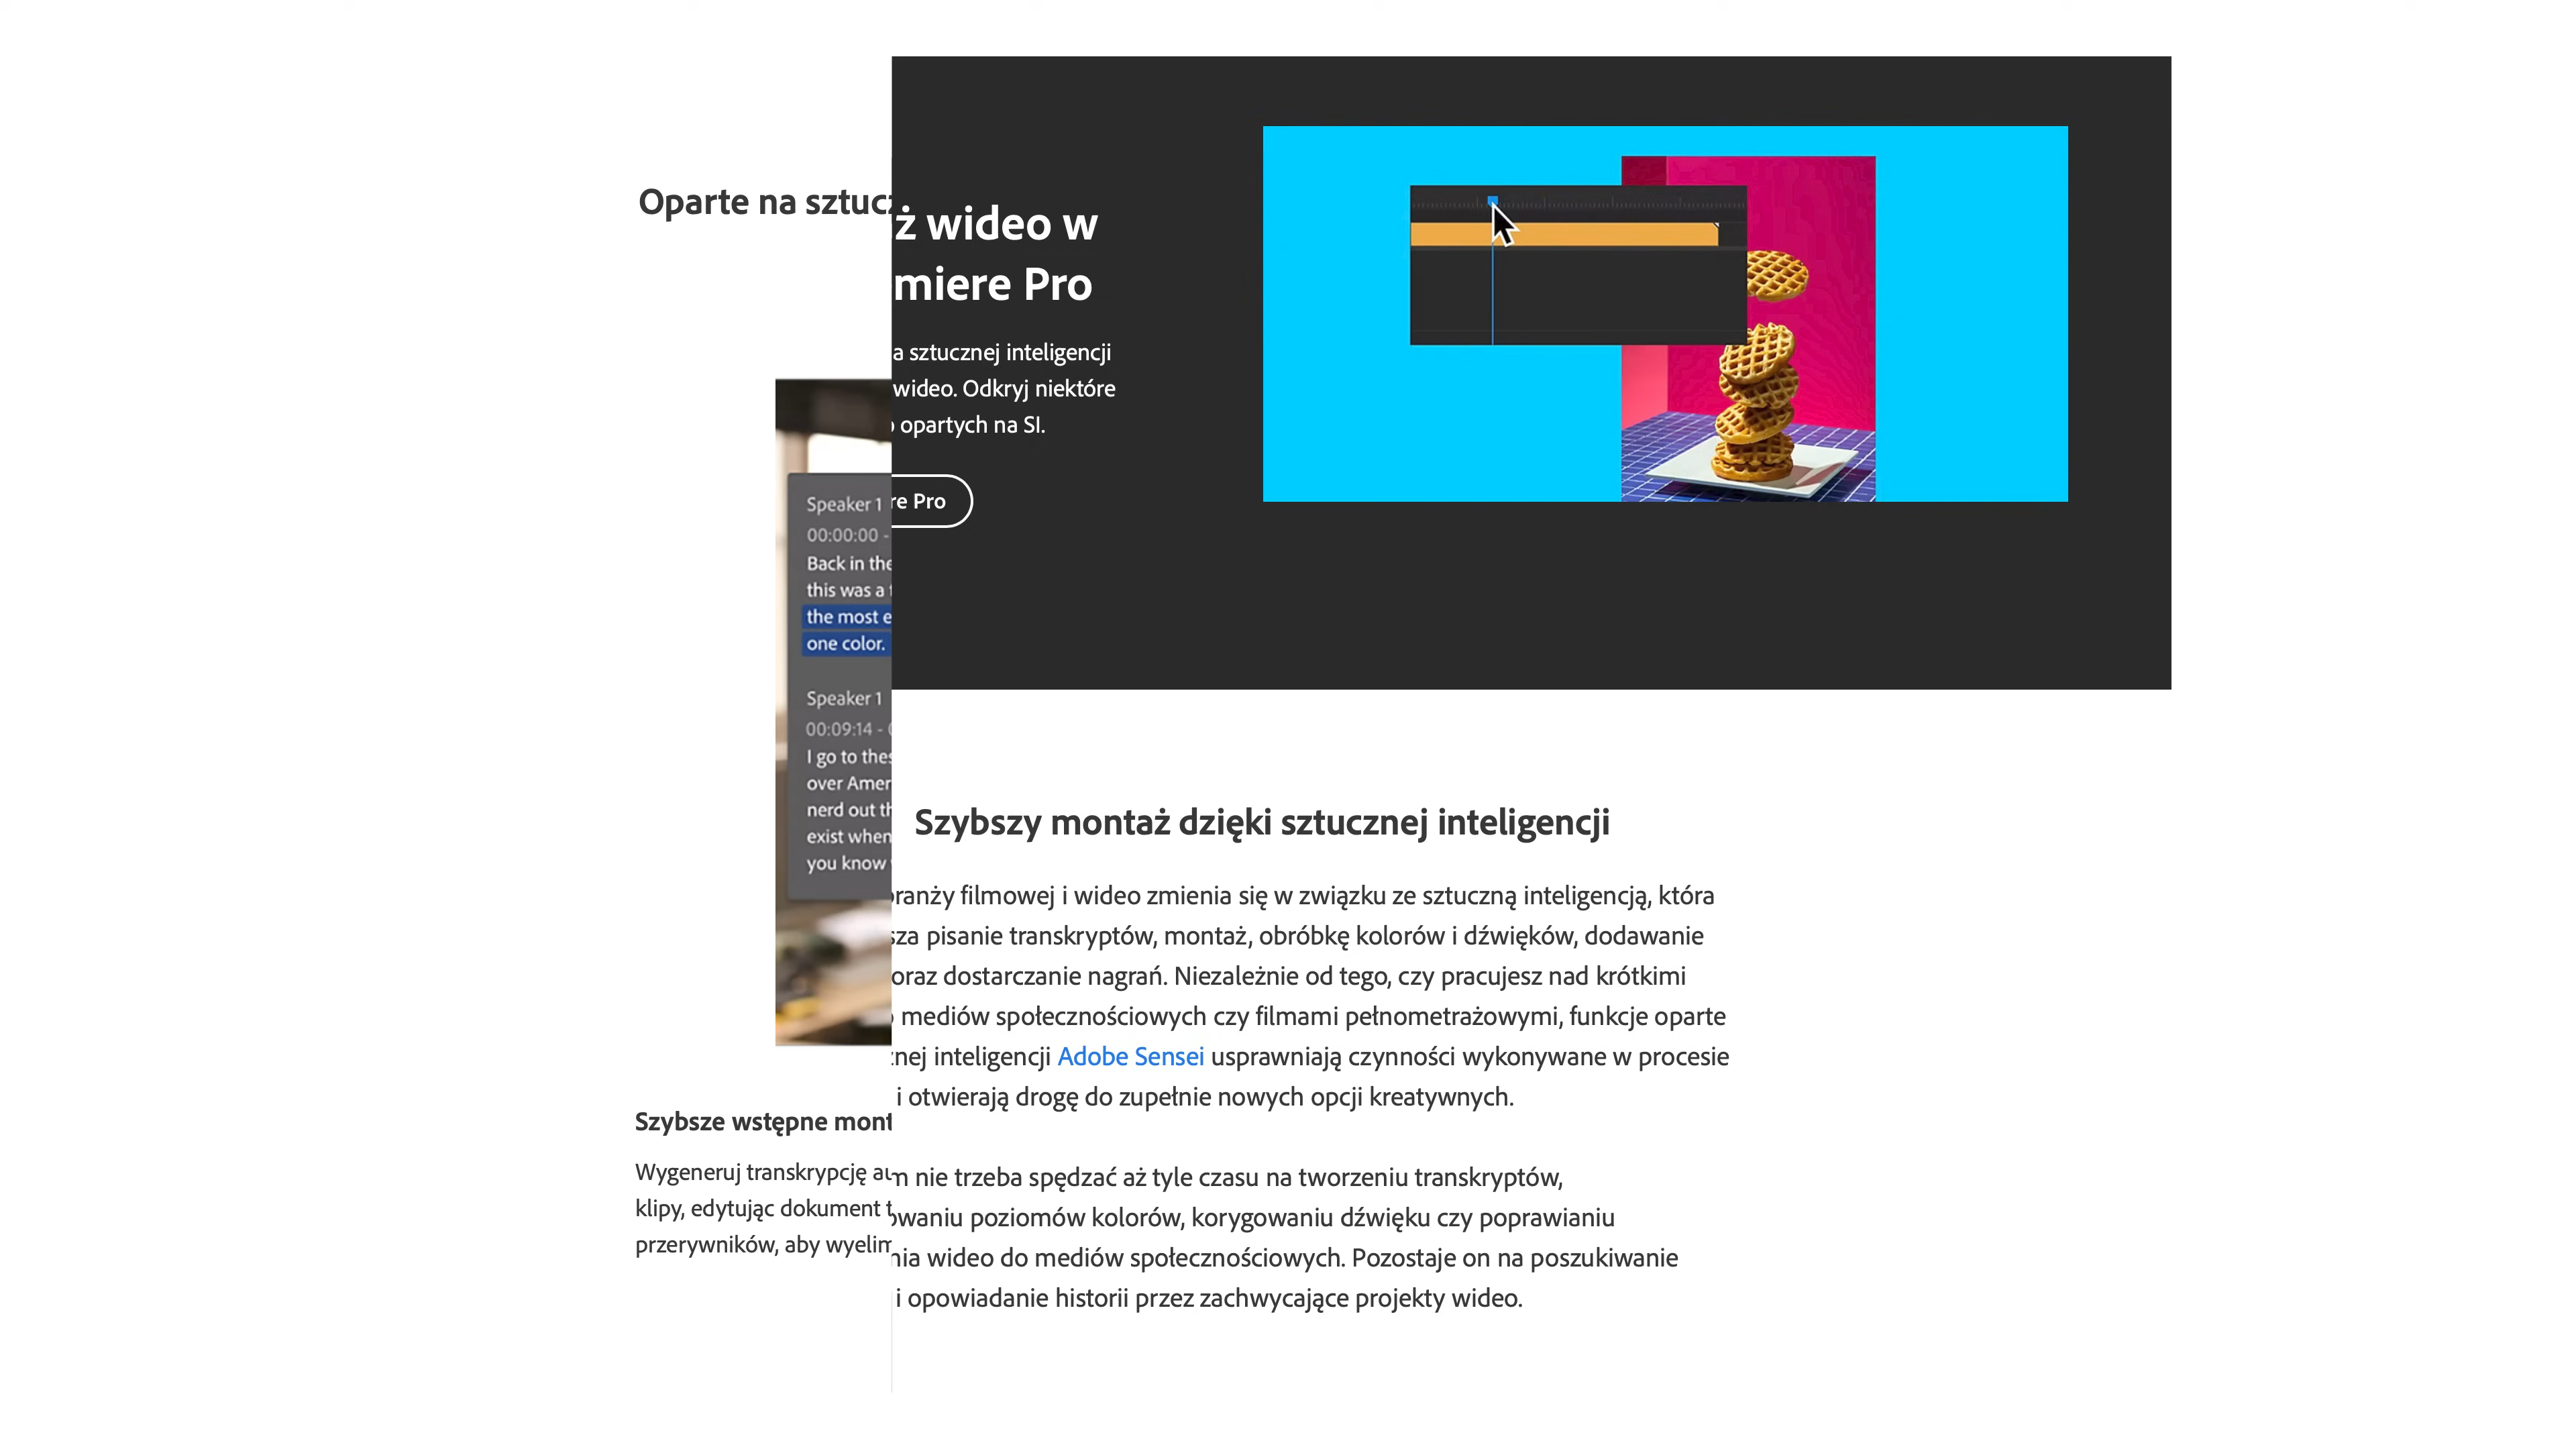 Oparte na
ż wideo w
miere Pro
a sztucznej inteligencji
wideo. Odkryj niektóre
opartych na SI.
re Pro
Speaker 1
00:00:00 -
Back in the
this was a
the most e
one color.
Speaker 1
00:09:14 -
I go to thes
over Amer
nerd out th
exist when
you know
Szybsze wstępne mont
Wygeneruj transkrypcję au
klipy, edytując dokument t
przerywników, aby wyelim
Szybszy montaż dzięki sztucznej inteligencji
branży filmowej i wideo zmienia się w związku ze sztuczną inteligencją, która
sza pisanie transkryptów, montaż, obróbkę kolorów i dźwięków, dodawanie
oraz dostarczanie nagrań. Niezależnie od tego, czy pracujesz nad krótkimi
mediów społecznościowych czy filmami pełnometrażowymi, funkcje oparte
znej inteligencji Adobe Sensei usprawniają czynności wykonywane w procesie
i otwierają drogę do zupełnie nowych opcji kreatywnych.
m nie trzeba spędzać aż tyle czasu na tworzeniu transkryptów,
owaniu poziomów kolorów, korygowaniu dźwięku czy poprawianiu
nia wideo do mediów społecznościowych. Pozostaje on na poszukiwanie
i opowiadanie historii przez zachwycające projekty wideo.